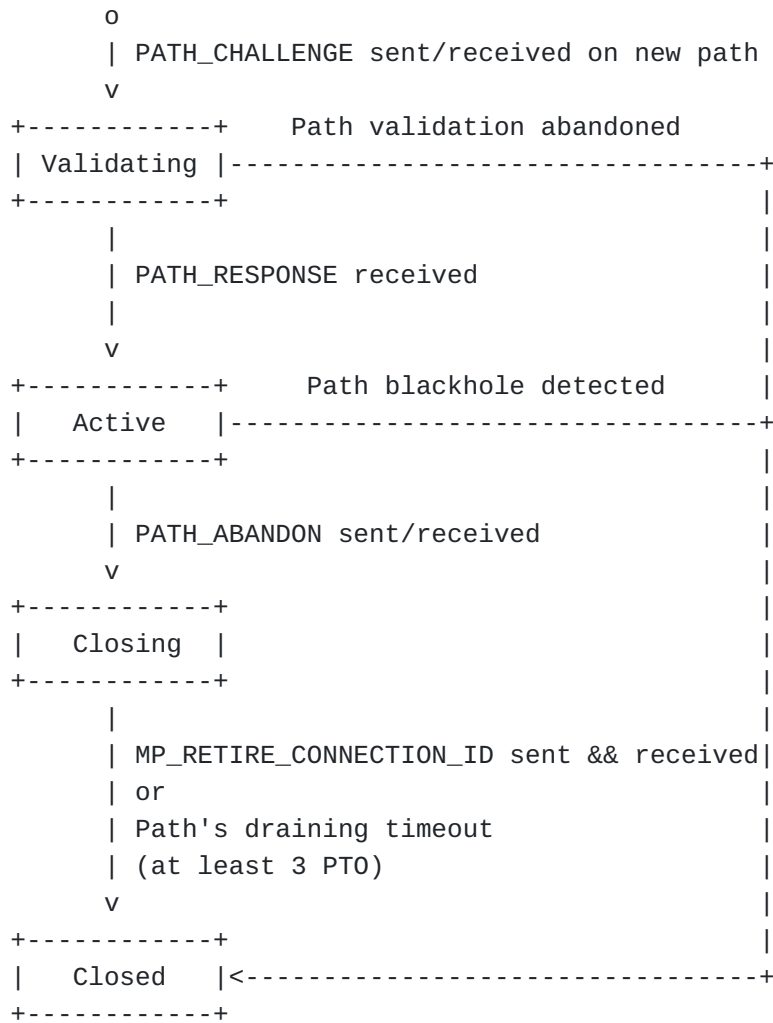 o
| PATH_CHALLENGE sent/received on new path
v
+------------+    Path validation abandoned
| Validating |----------------------------------+
+------------+                                  |
      |                                         |
      | PATH_RESPONSE received                  |
      |                                         |
      v                                         |
+------------+     Path blackhole detected      |
|   Active   |----------------------------------+
+------------+                                  |
      |                                         |
      | PATH_ABANDON sent/received              |
      v                                         |
+------------+                                  |
|   Closing  |                                  |
+------------+                                  |
      |                                         |
      | MP_RETIRE_CONNECTION_ID sent && received|
      | or                                      |
      | Path's draining timeout                 |
      | (at least 3 PTO)                        |
      v                                         |
+------------+                                  |
|   Closed   |<---------------------------------+
+------------+